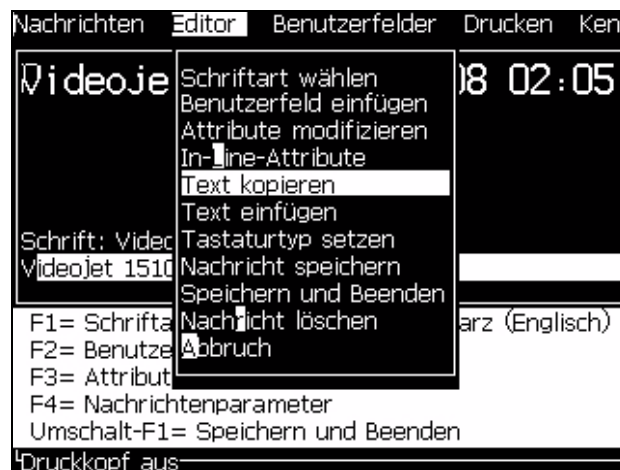 Nachrichten Editor Benutzerfelder Drucken Ken
Videoje 08 02:05
Schriftart wählen
Benutzerfeld einfügen
Attribute modifizieren
In-Line-Attribute
Text kopieren
Text einfügen
Tastaturtyp setzen
Nachricht speichern
Speichern und Beenden
Nachricht löschen
Abbruch
Schrift: Videc
Videojet 1510
F1= Schrifta arz (Englisch)
F2= Benutze
F3= Attribut
F4= Nachrichtenparameter
Umschalt-F1= Speichern und Beenden
Druckkopf aus